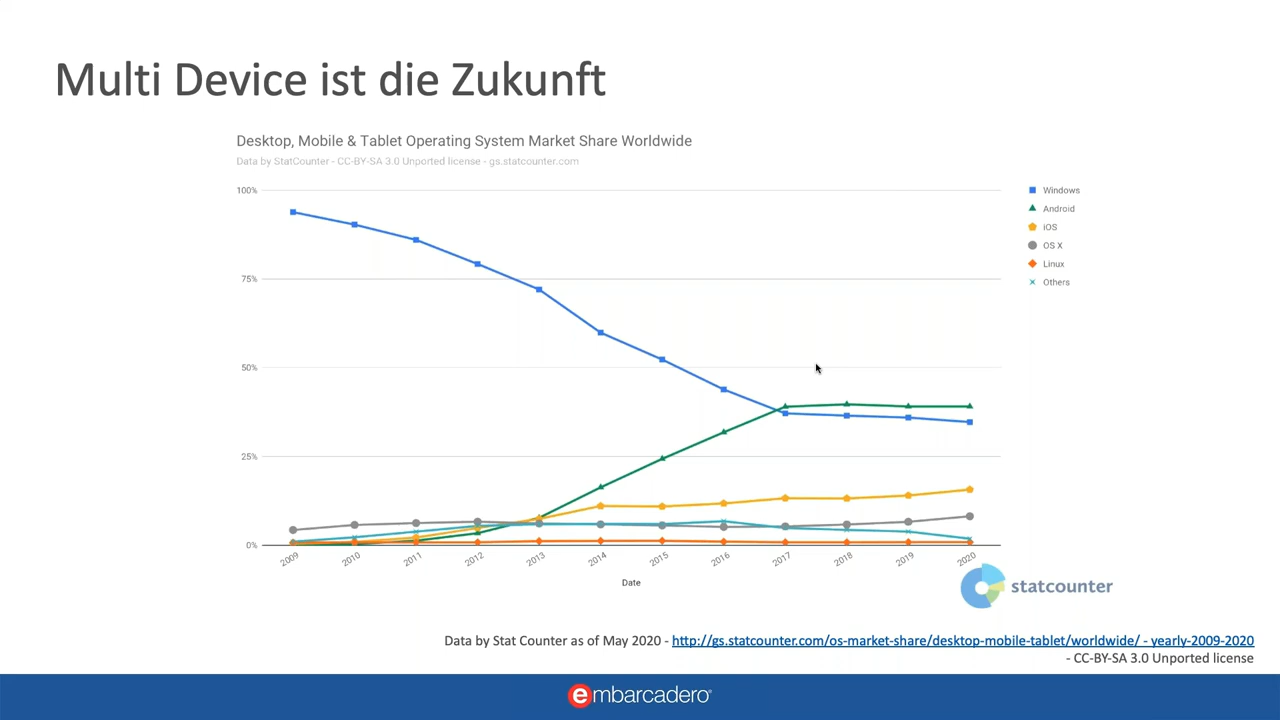 Multi Device ist die Zukunft
Desktop, Mobile & Tablet Operating System Market Share Worldwide
Data by StatCounter - CC-BY-SA 3.0 Unported license - gs.statcounter.com
100%
75%
50%
25%
0%
Windows
Android
iOS
OS X
Linux
Others
2009
2010
2011
2012
2013
2014
2015
2016
2017
2018
2019
2020
Date
statcounter
Data by Stat Counter as of May 2020 - http://gs.statcounter.com/os-market-share/desktop-mobile-tablet/worldwide/ - yearly-2009-2020
- CC-BY-SA 3.0 Unported license
embarcadero®